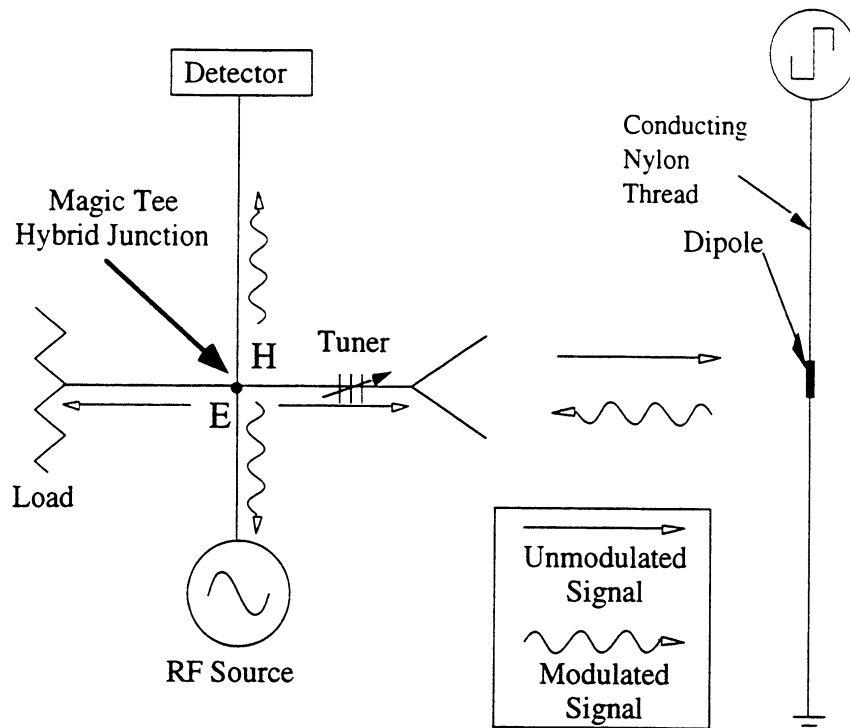 Detector
Conducting
Nylon
Thread
Magic Tee
Hybrid Junction
Dipole
H
Tuner
E
Load
RF Source
Unmodulated
Signal
Modulated
Signal